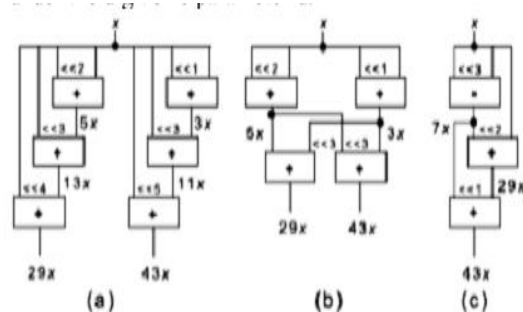 x x x
<<2 <<1 <<2 <<1 <<3
+ + + + -
5x 3x 5x 3x 7x
<<3 <<3 <<3 <<3 <<2
+ + + + +
13x 11x 29x
<<4 <<5 <<1
+ + +
29x 43x
29x 43x 43x
(a) (b) (c)